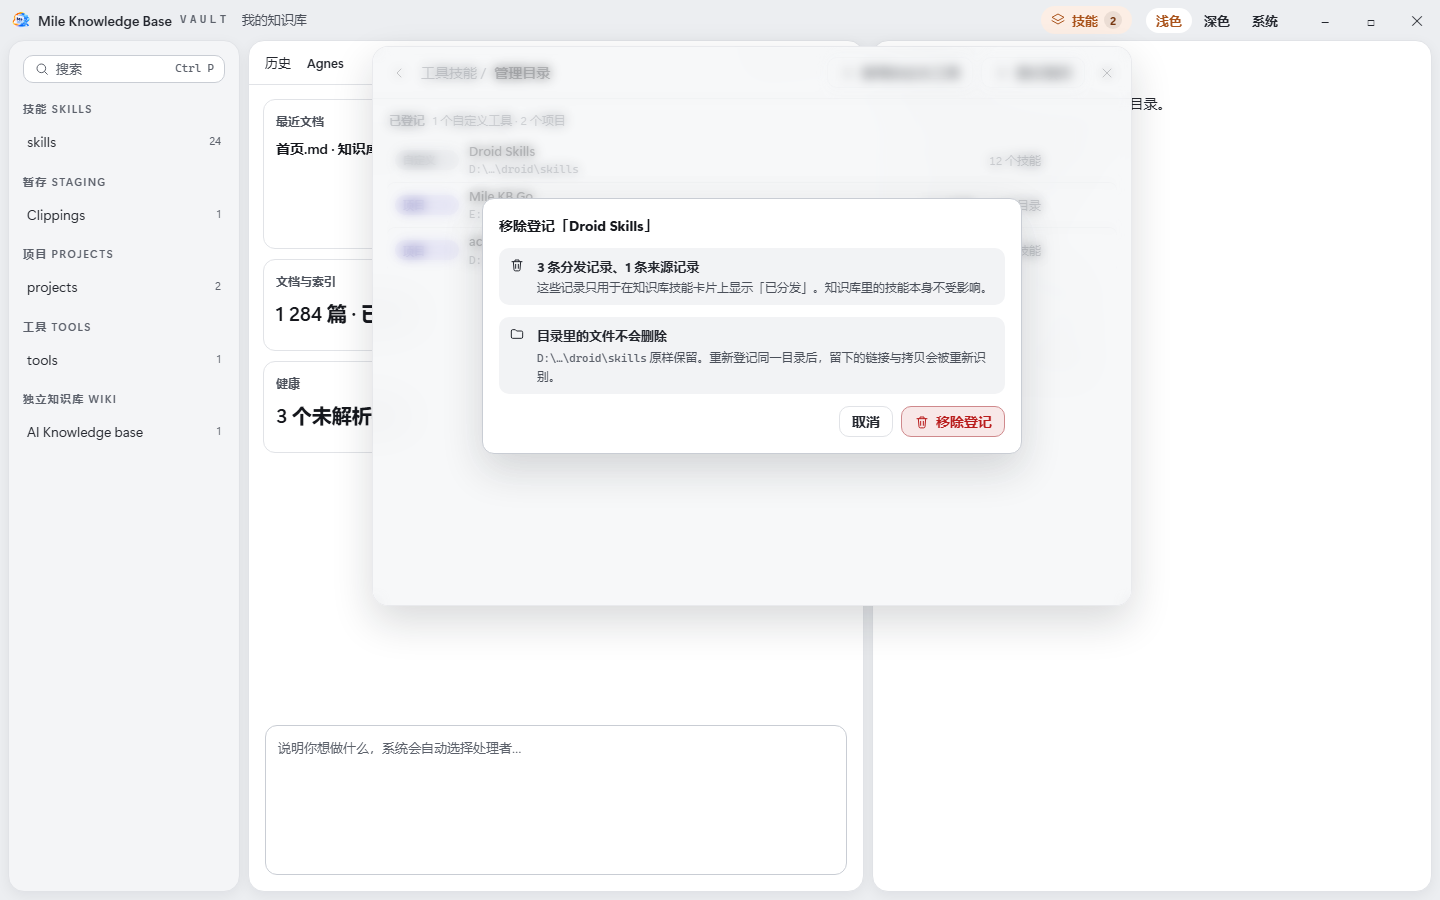 Mile Knowledge Base VAULT 我的知识库
技能 2 浅色 深色 系统
搜索 Ctrl P
技能 SKILLS
skills 24
暂存 STAGING
Clippings 1
项目 PROJECTS
projects 2
工具 TOOLS
tools 1
独立知识库 WIKI
AI Knowledge base 1
历史 Agnes
最近文档
首页.md · 知识库
文档与索引
1 284 篇 · 已
健康
3 个未解析
说明你想做什么，系统会自动选择处理者…
工具技能 / 管理目录
已登记 1 个自定义工具 · 2 个项目
Droid Skills
D:\…\droid\skills
12 个技能
Mile KB Go
E:
目录
ac
D:
技能
目录。
移除登记「Droid Skills」
3 条分发记录、1 条来源记录
这些记录只用于在知识库技能卡片上显示「已分发」。知识库里的技能本身不受影响。
目录里的文件不会删除
D:\…\droid\skills 原样保留。重新登记同一目录后，留下的链接与拷贝会被重新识
别。
取消 移除登记